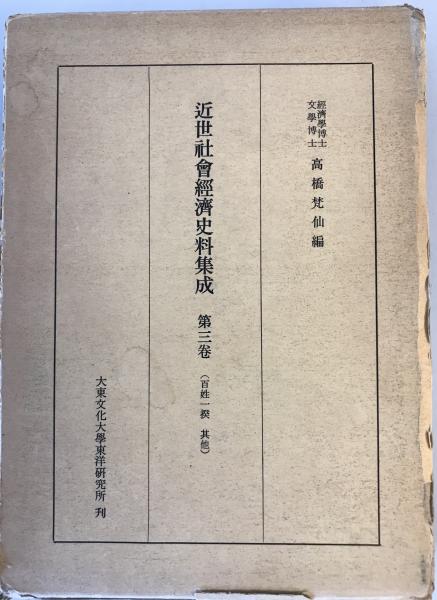 經濟學博士
文學博士
高橋梵仙編
近世社會經濟史料集成 第三卷 (百姓一揆 其他)
大東文化大學東洋研究所 刊